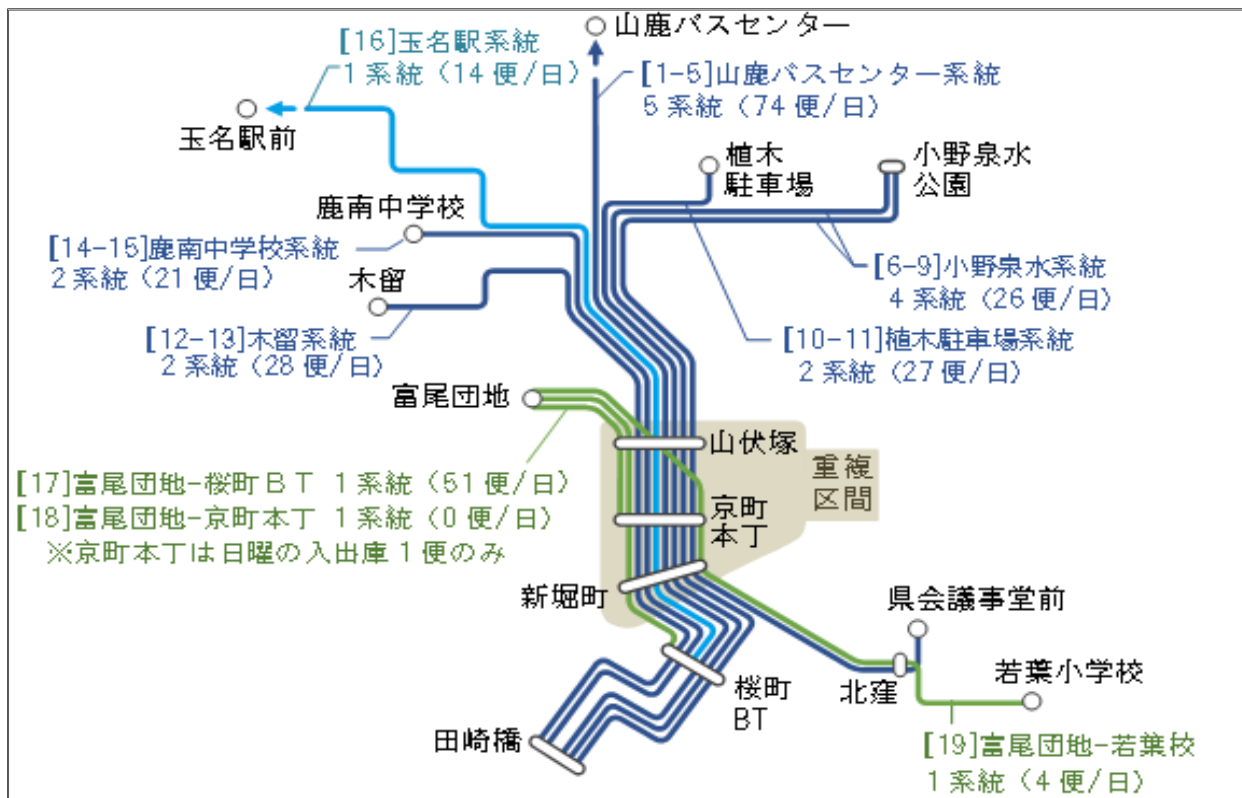 山鹿バスセンター
[16]玉名駅系統
1系統（14便/日）
[1-5]山鹿バスセンター系統
5系統（74便/日）
玉名駅前
植木
駐車場
小野泉水
公園
鹿南中学校
[14-15]鹿南中学校系統
2系統（21便/日）
木留
[6-9]小野泉水系統
4系統（26便/日）
[12-13]木留系統
2系統（28便/日）
[10-11]植木駐車場系統
2系統（27便/日）
富尾団地
山伏塚
重複
区間
[17]富尾団地-桜町ＢＴ 1系統（51便/日）
[18]富尾団地-京町本丁 1系統（0便/日）
※京町本丁は日曜の入出庫1便のみ
京町
本丁
新堀町
県会議事堂前
北窪
若葉小学校
桜町
BT
田崎橋
[19]富尾団地-若葉校
1系統（4便/日）